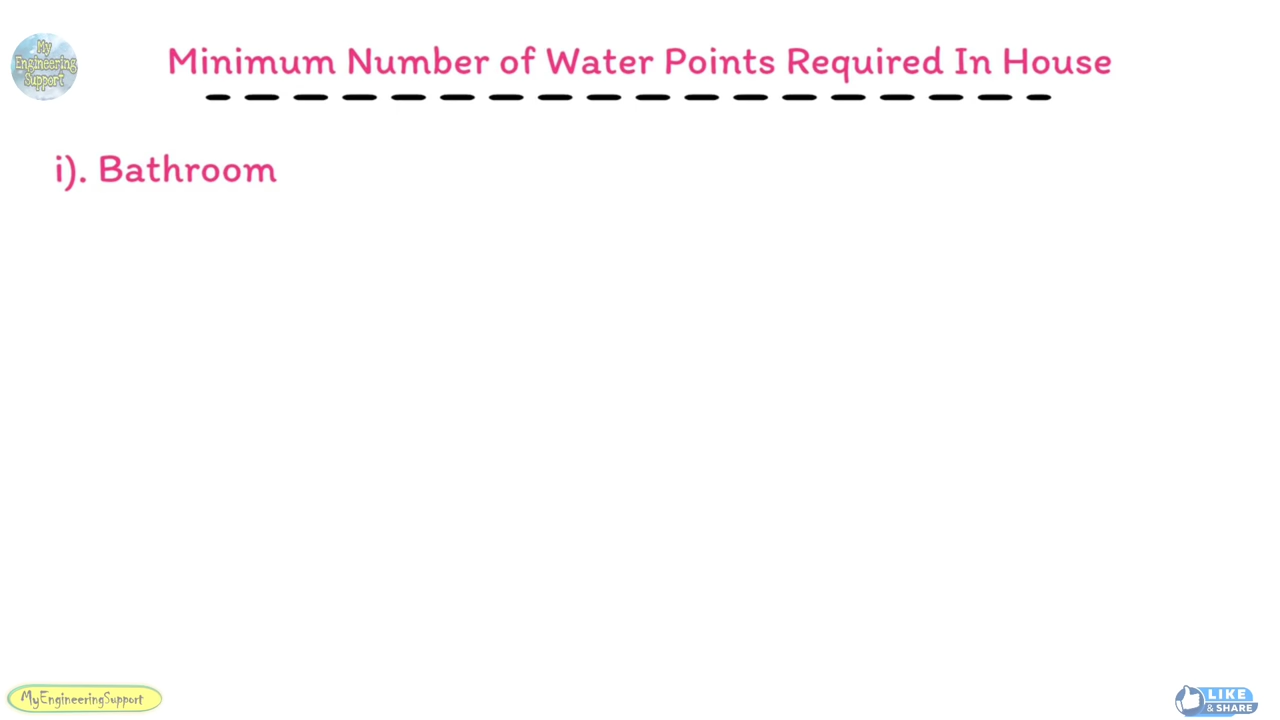 My
Engineering
Support
Minimum Number of Water Points Required In House
i). Bathroom
MyEngineeringSupport
LIKE
& SHARE